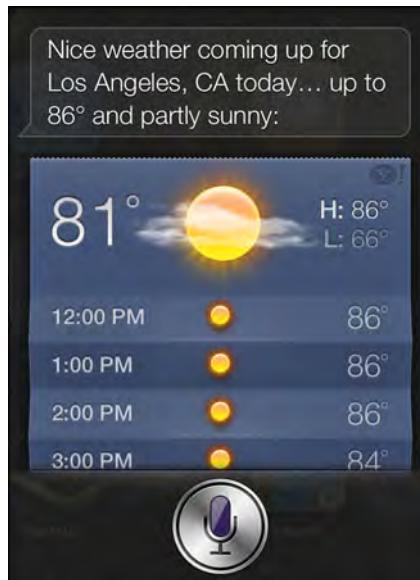 Nice weather coming up for
Los Angeles, CA today… up to
86° and partly sunny:
81° H: 86°
L: 66°
12:00 PM 86°
1:00 PM 86°
2:00 PM 86°
3:00 PM 84°